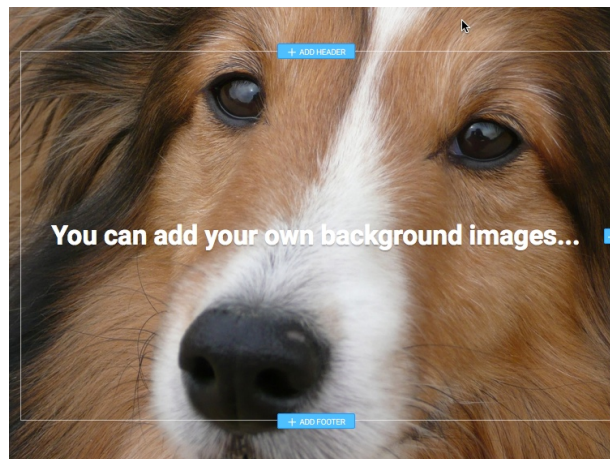 + ADD HEADER
You can add your own background images...
+ ADD FOOTER